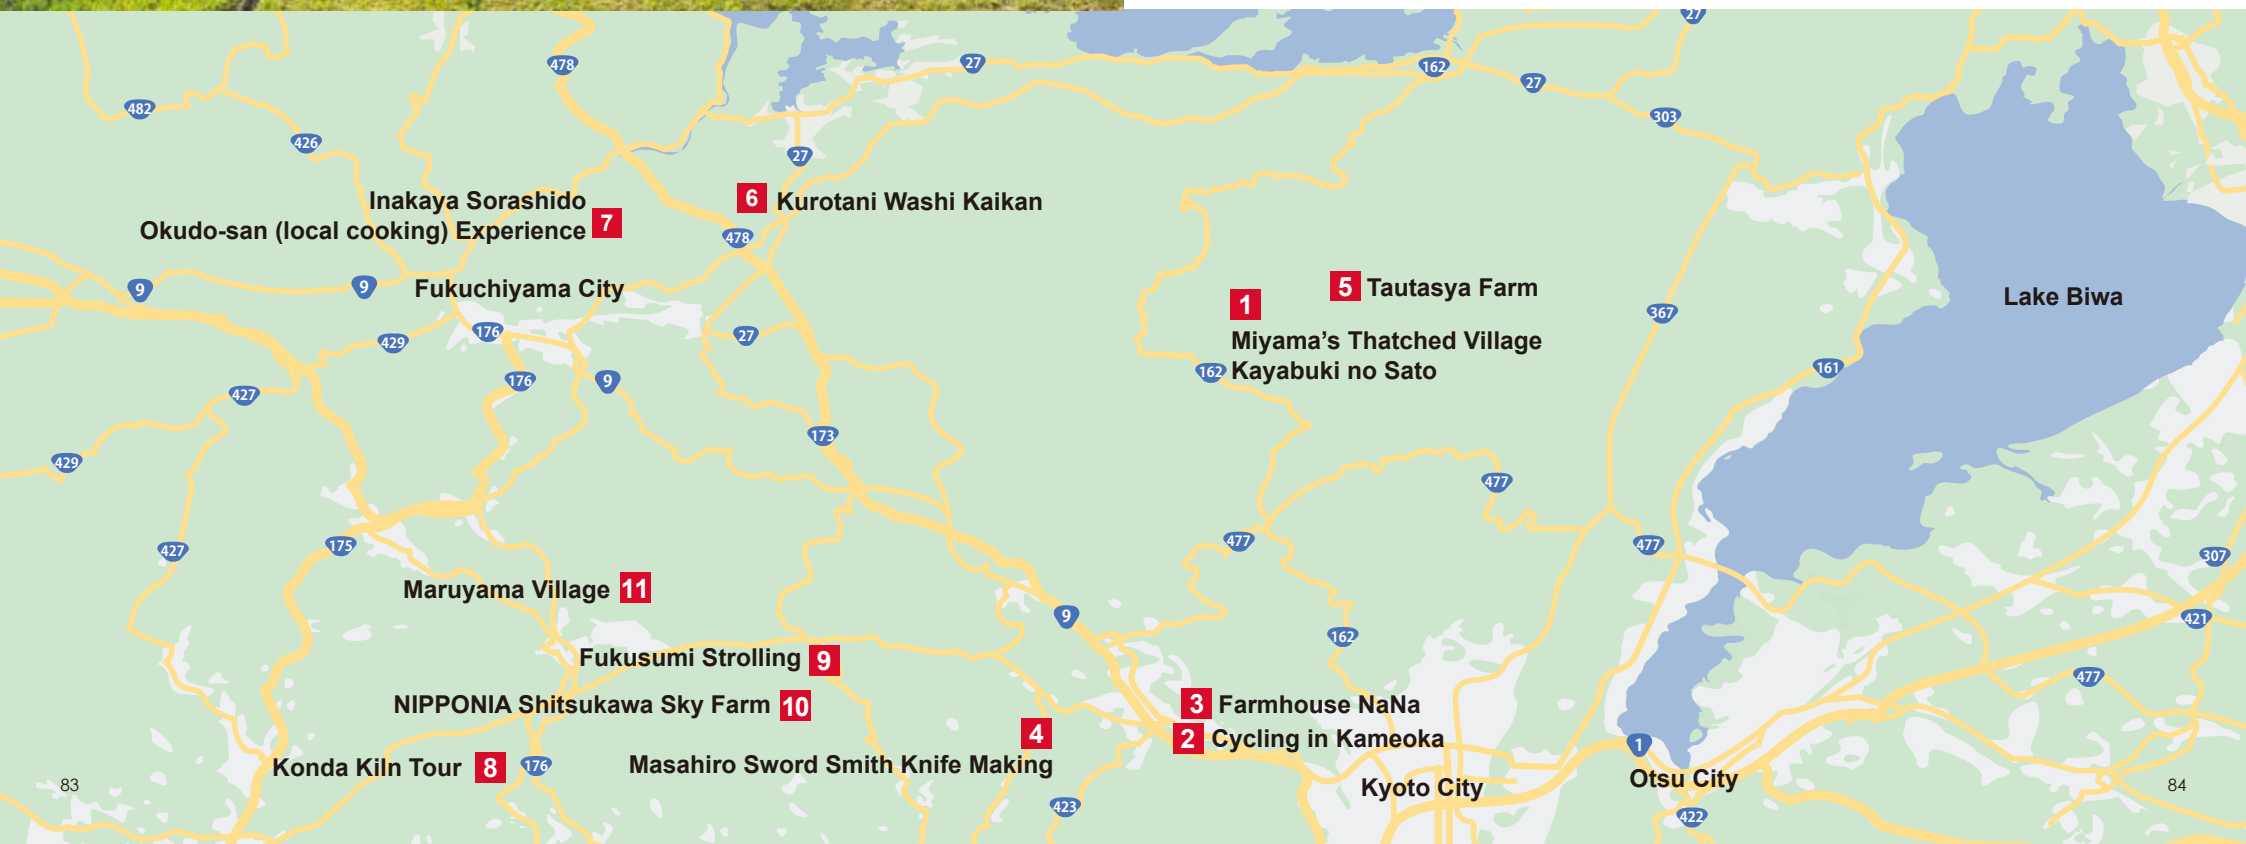 27
478
27
162
27
482
303
426
27
Inakaya Sorashido
Okudo-san (local cooking) Experience 7
6 Kurotani Washi Kaikan
478
9
9
Fukuchiyama City
5 Tautasya Farm
1
Miyama's Thatched Village
Kayabuki no Sato
Lake Biwa
367
176
429
27
162
161
176
9
427
173
429
477
477
477
427
175
307
Maruyama Village 11
9
421
162
Fukusumi Strolling 9
477
NIPPONIA Shitsukawa Sky Farm 10
3 Farmhouse NaNa
4
2 Cycling in Kameoka
1
Konda Kiln Tour 8
176
Masahiro Sword Smith Knife Making
Kyoto City
Otsu City
83
84
423
422